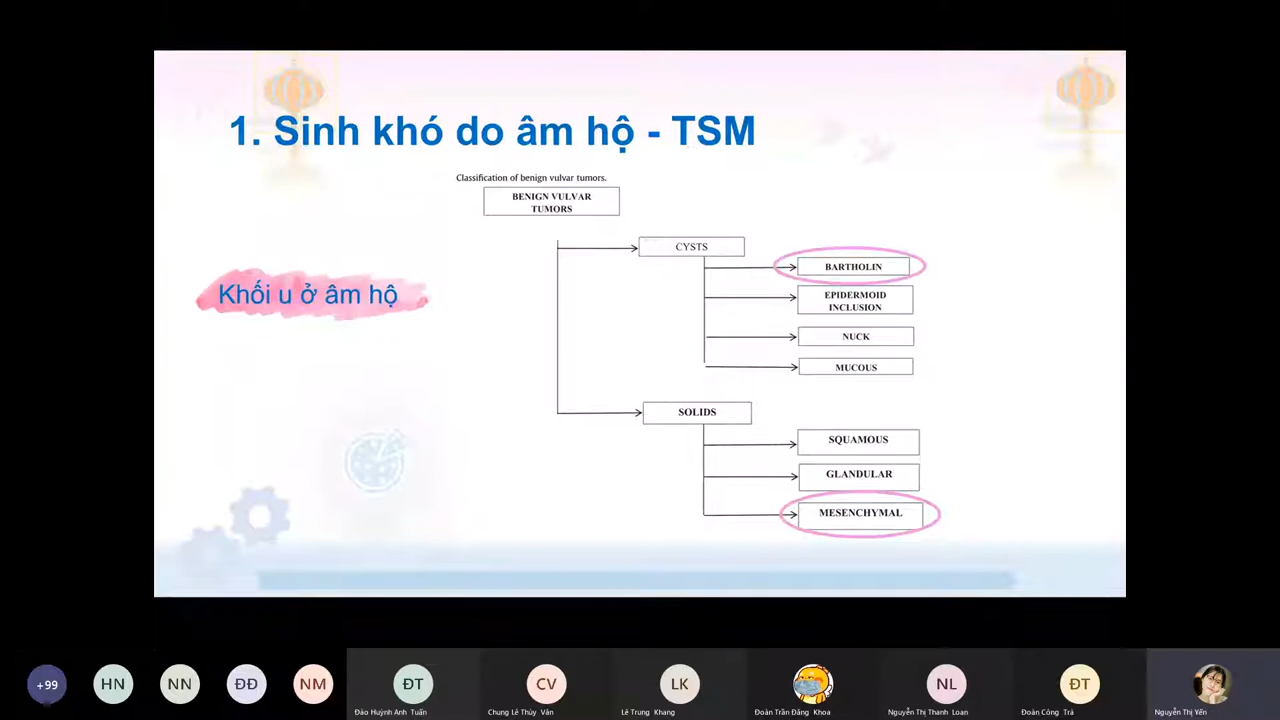 1. Sinh khó do âm hộ - TSM
Classification of benign vulvar tumors.
BENIGN VULVAR
TUMORS
CYSTS
BARTHOLIN
EPIDERMOID
INCLUSION
NUCK
MUCOUS
Khối u ở âm hộ
SOLIDS
SQUAMOUS
GLANDULAR
MESENCHYMAL
+99
HN
NN
ĐĐ
NM
ĐT
CV
LK
NL
ĐT
Đào Huỳnh Anh Tuấn
Chung Lê Thúy Vân
Lê Trung Khang
Đoàn Trần Đăng Khoa
Nguyễn Thị Thanh Loan
Đoàn Công Trà
Nguyễn Thị Yến